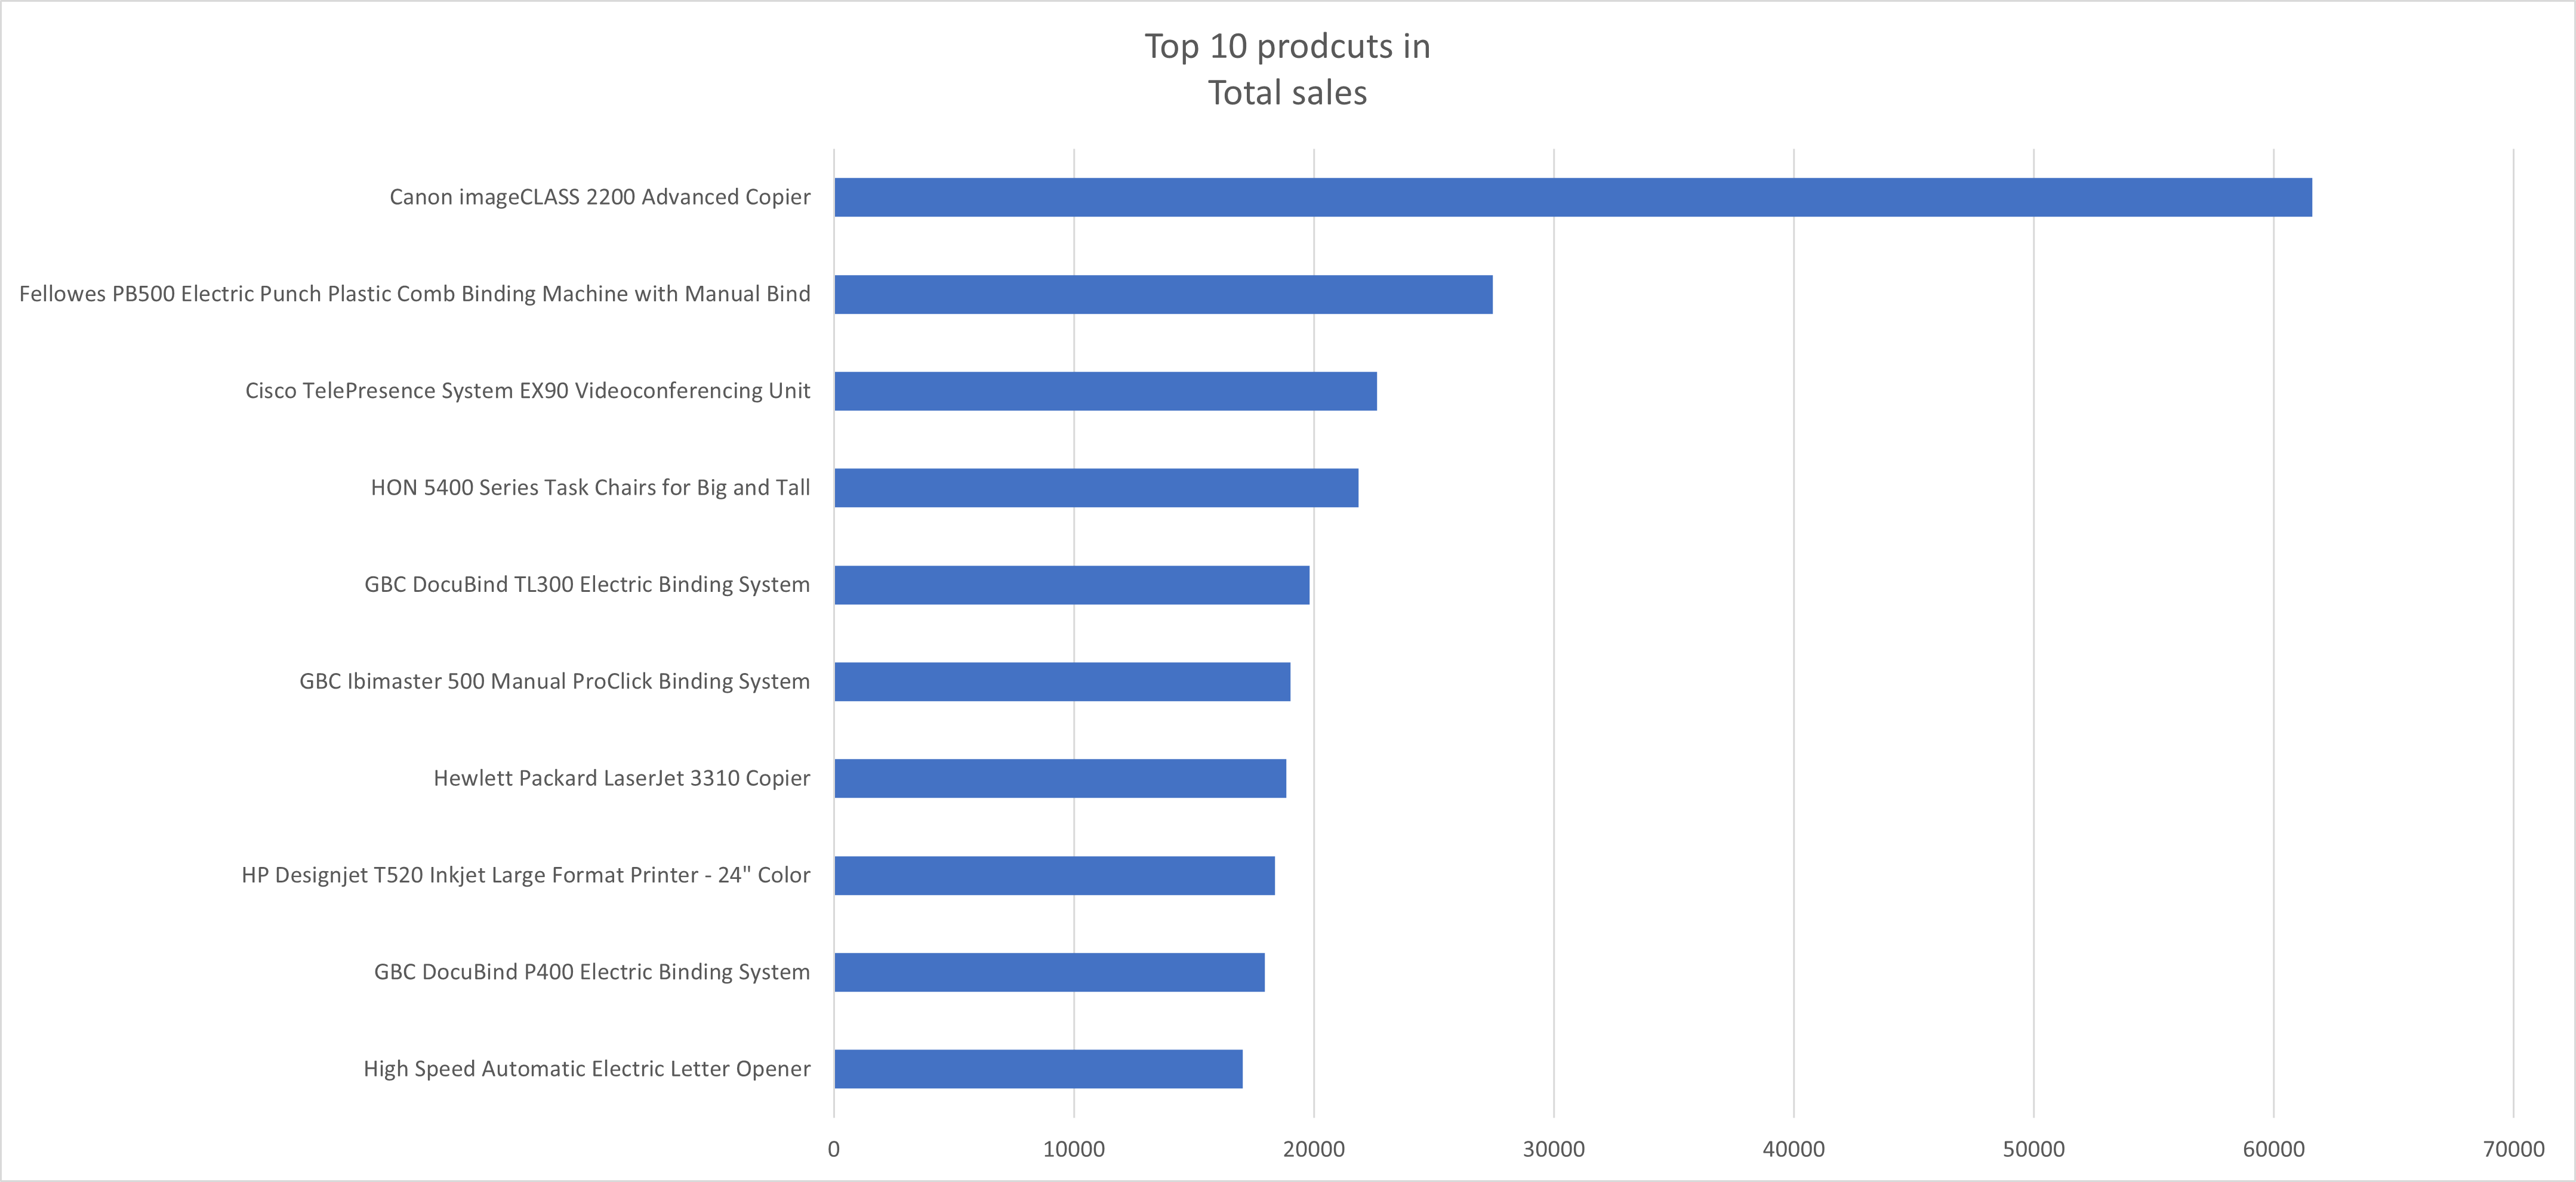 Top 10 prodcuts in
Total sales
Canon imageCLASS 2200 Advanced Copier
Fellowes PB500 Electric Punch Plastic Comb Binding Machine with Manual Bind
Cisco TelePresence System EX90 Videoconferencing Unit
HON 5400 Series Task Chairs for Big and Tall
GBC DocuBind TL300 Electric Binding System
GBC Ibimaster 500 Manual ProClick Binding System
Hewlett Packard LaserJet 3310 Copier
HP Designjet T520 Inkjet Large Format Printer - 24" Color
GBC DocuBind P400 Electric Binding System
High Speed Automatic Electric Letter Opener
0 10000 20000 30000 40000 50000 60000 70000